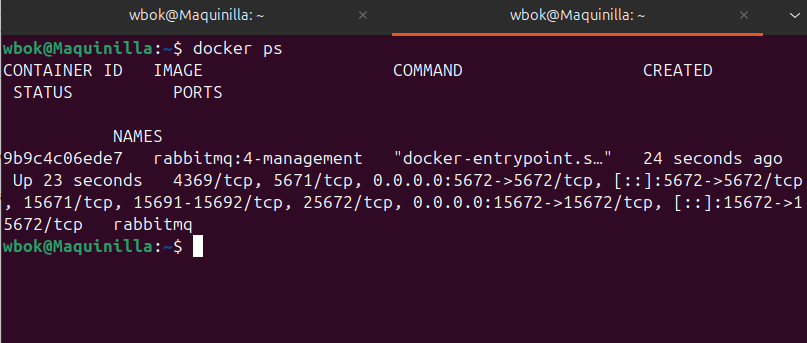 wbok@Maquinilla: ~ × wbok@Maquinilla: ~ ×
wbok@Maquinilla:~$ docker ps
CONTAINER ID   IMAGE                   COMMAND                  CREATED
 STATUS          PORTS
           NAMES
9b9c4c06ede7   rabbitmq:4-management   "docker-entrypoint.s…"   24 seconds ago
 Up 23 seconds   4369/tcp, 5671/tcp, 0.0.0.0:5672->5672/tcp, [::]:5672->5672/tcp
, 15671/tcp, 15691-15692/tcp, 25672/tcp, 0.0.0.0:15672->15672/tcp, [::]:15672->1
5672/tcp   rabbitmq
wbok@Maquinilla:~$